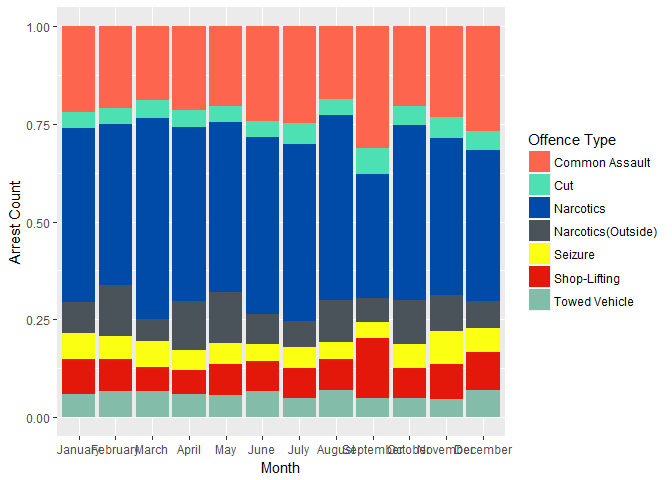 1.00
0.75
0.50
0.25
0.00
Arrest Count
January February March April May June July August September October November December
Month
Offence Type
Common Assault
Cut
Narcotics
Narcotics(Outside)
Seizure
Shop-Lifting
Towed Vehicle